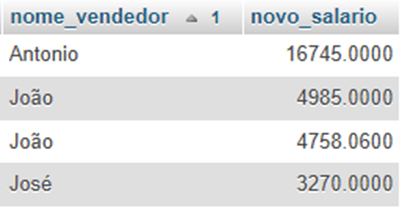 nome_vendedor 1 novo_salario
Antonio 16745.0000
João 4985.0000
João 4758.0600
José 3270.0000